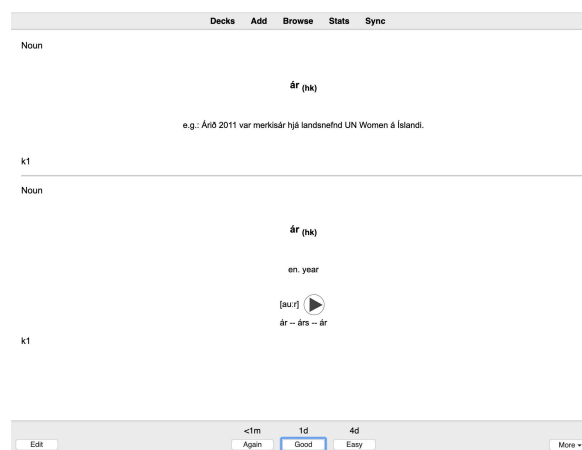 Decks Add Browse Stats Sync
Noun
ár (hk)
e.g.: Árið 2011 var merkisár hjá landsnefnd UN Women á Íslandi.
k1
Noun
ár (hk)
en. year
[au:r]
ár -- árs -- ár
k1
<1m 1d 4d
Edit Again Good Easy More